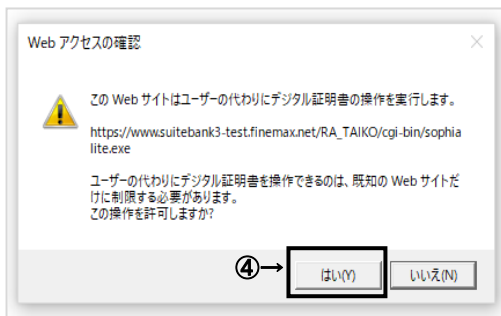 Web アクセスの確認
この Web サイトはユーザーの代わりにデジタル証明書の操作を実行します。
https://www.suitebank3-test.finemax.net/RA_TAIKO/cgi-bin/sophia
lite.exe
ユーザーの代わりにデジタル証明書を操作できるのは、既知の Web サイトだ
けに制限する必要があります。
この操作を許可しますか?
④→ はい(Y) いいえ(N)